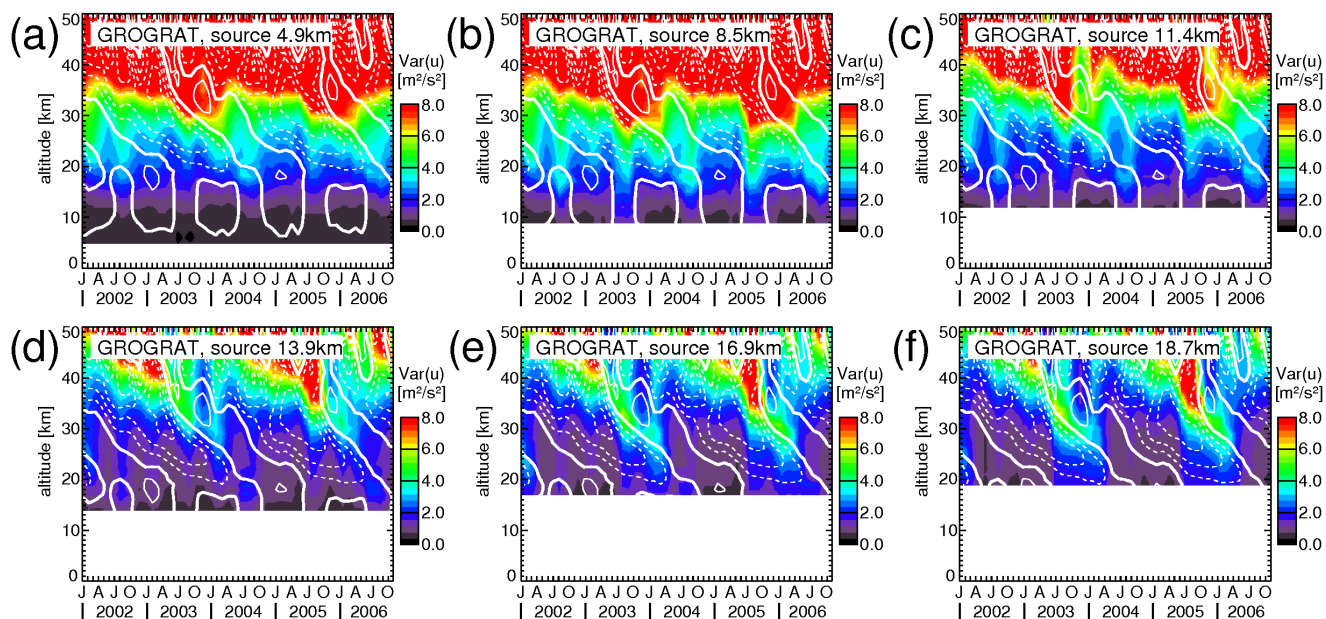 (a)
GROGRAT, source 4.9km
altitude [km]
50
40
30
20
10
0
J A J O J A J O J A J O J A J O J A J O
2002 2003 2004 2005 2006
Var(u)
[m²/s²]
8.0
6.0
4.0
2.0
0.0
(b)
GROGRAT, source 8.5km
altitude [km]
50
40
30
20
10
0
J A J O J A J O J A J O J A J O J A J O
2002 2003 2004 2005 2006
Var(u)
[m²/s²]
8.0
6.0
4.0
2.0
0.0
(c)
GROGRAT, source 11.4km
altitude [km]
50
40
30
20
10
0
J A J O J A J O J A J O J A J O J A J O
2002 2003 2004 2005 2006
Var(u)
[m²/s²]
8.0
6.0
4.0
2.0
0.0
(d)
GROGRAT, source 13.9km
altitude [km]
50
40
30
20
10
0
J A J O J A J O J A J O J A J O J A J O
2002 2003 2004 2005 2006
Var(u)
[m²/s²]
8.0
6.0
4.0
2.0
0.0
(e)
GROGRAT, source 16.9km
altitude [km]
50
40
30
20
10
0
J A J O J A J O J A J O J A J O J A J O
2002 2003 2004 2005 2006
Var(u)
[m²/s²]
8.0
6.0
4.0
2.0
0.0
(f)
GROGRAT, source 18.7km
altitude [km]
50
40
30
20
10
0
J A J O J A J O J A J O J A J O J A J O
2002 2003 2004 2005 2006
Var(u)
[m²/s²]
8.0
6.0
4.0
2.0
0.0